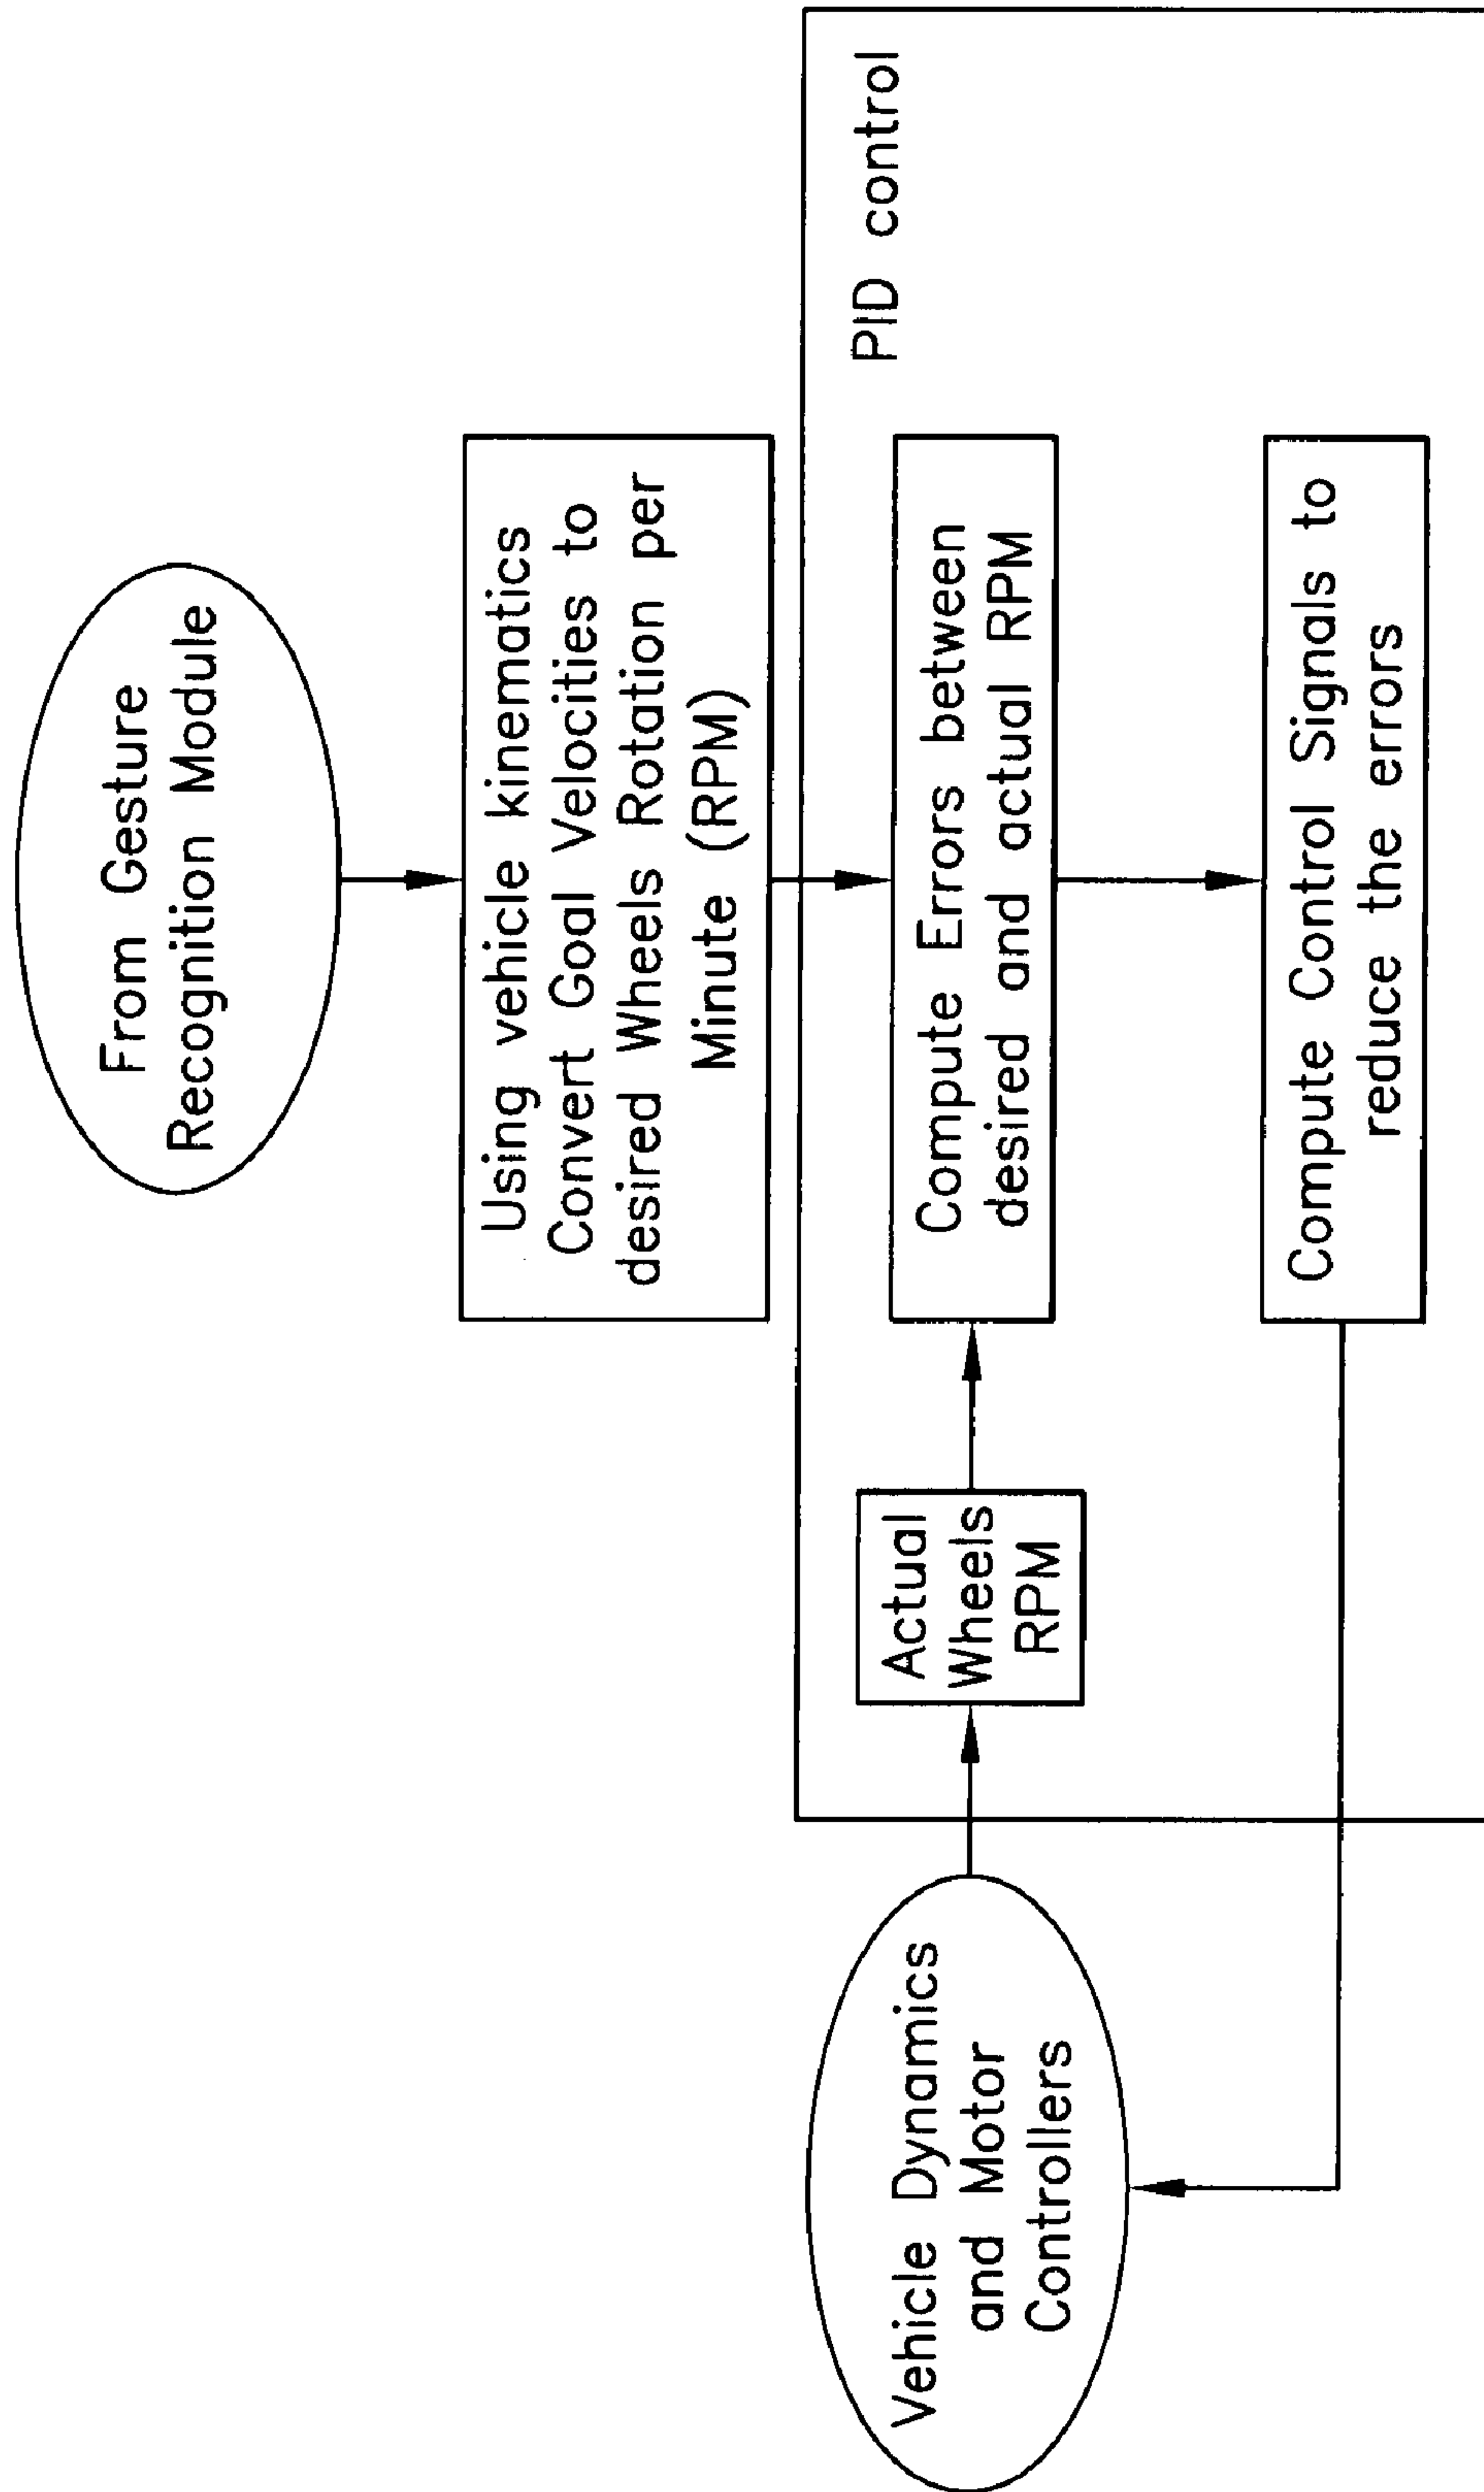 From Gesture
Recognition Module
Using vehicle kinematics
Convert Goal Velocities to
desired Wheels Rotation per
Minute (RPM)
PID control
Vehicle Dynamics
and Motor
Controllers
Actual
Wheels
RPM
Compute Errors between
desired and actual RPM
Compute Control Signals to
reduce the errors